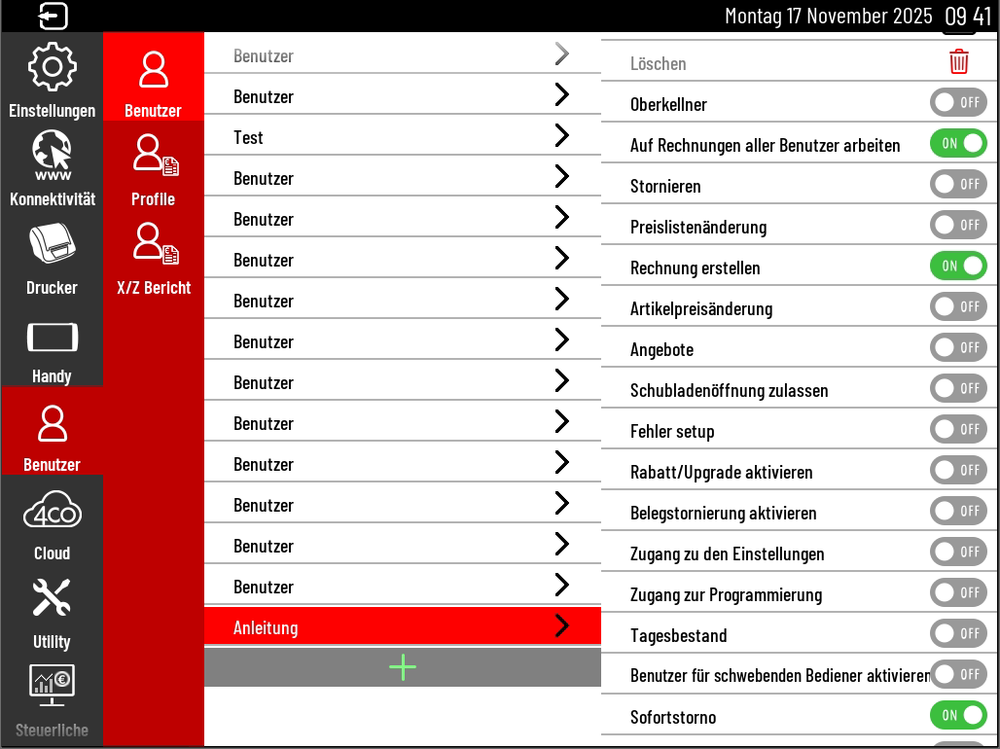 Montag 17 November 2025 09 41
Einstellungen
WWW
Konnektivität
Drucker
Handy
Benutzer
4CO
Cloud
Utility
Steuerliche
Benutzer
Profile
X/Z Bericht
Benutzer
Benutzer
Test
Benutzer
Benutzer
Benutzer
Benutzer
Benutzer
Benutzer
Benutzer
Benutzer
Benutzer
Benutzer
Benutzer
Anleitung
Löschen
Oberkellner OFF
Auf Rechnungen aller Benutzer arbeiten ON
Stornieren OFF
Preislistenänderung OFF
Rechnung erstellen ON
Artikelpreisänderung OFF
Angebote OFF
Schubladenöffnung zulassen OFF
Fehler setup OFF
Rabatt/Upgrade aktivieren OFF
Belegstornierung aktivieren OFF
Zugang zu den Einstellungen OFF
Zugang zur Programmierung OFF
Tagesbestand OFF
Benutzer für schwebenden Bediener aktivieren OFF
Sofortstorno ON